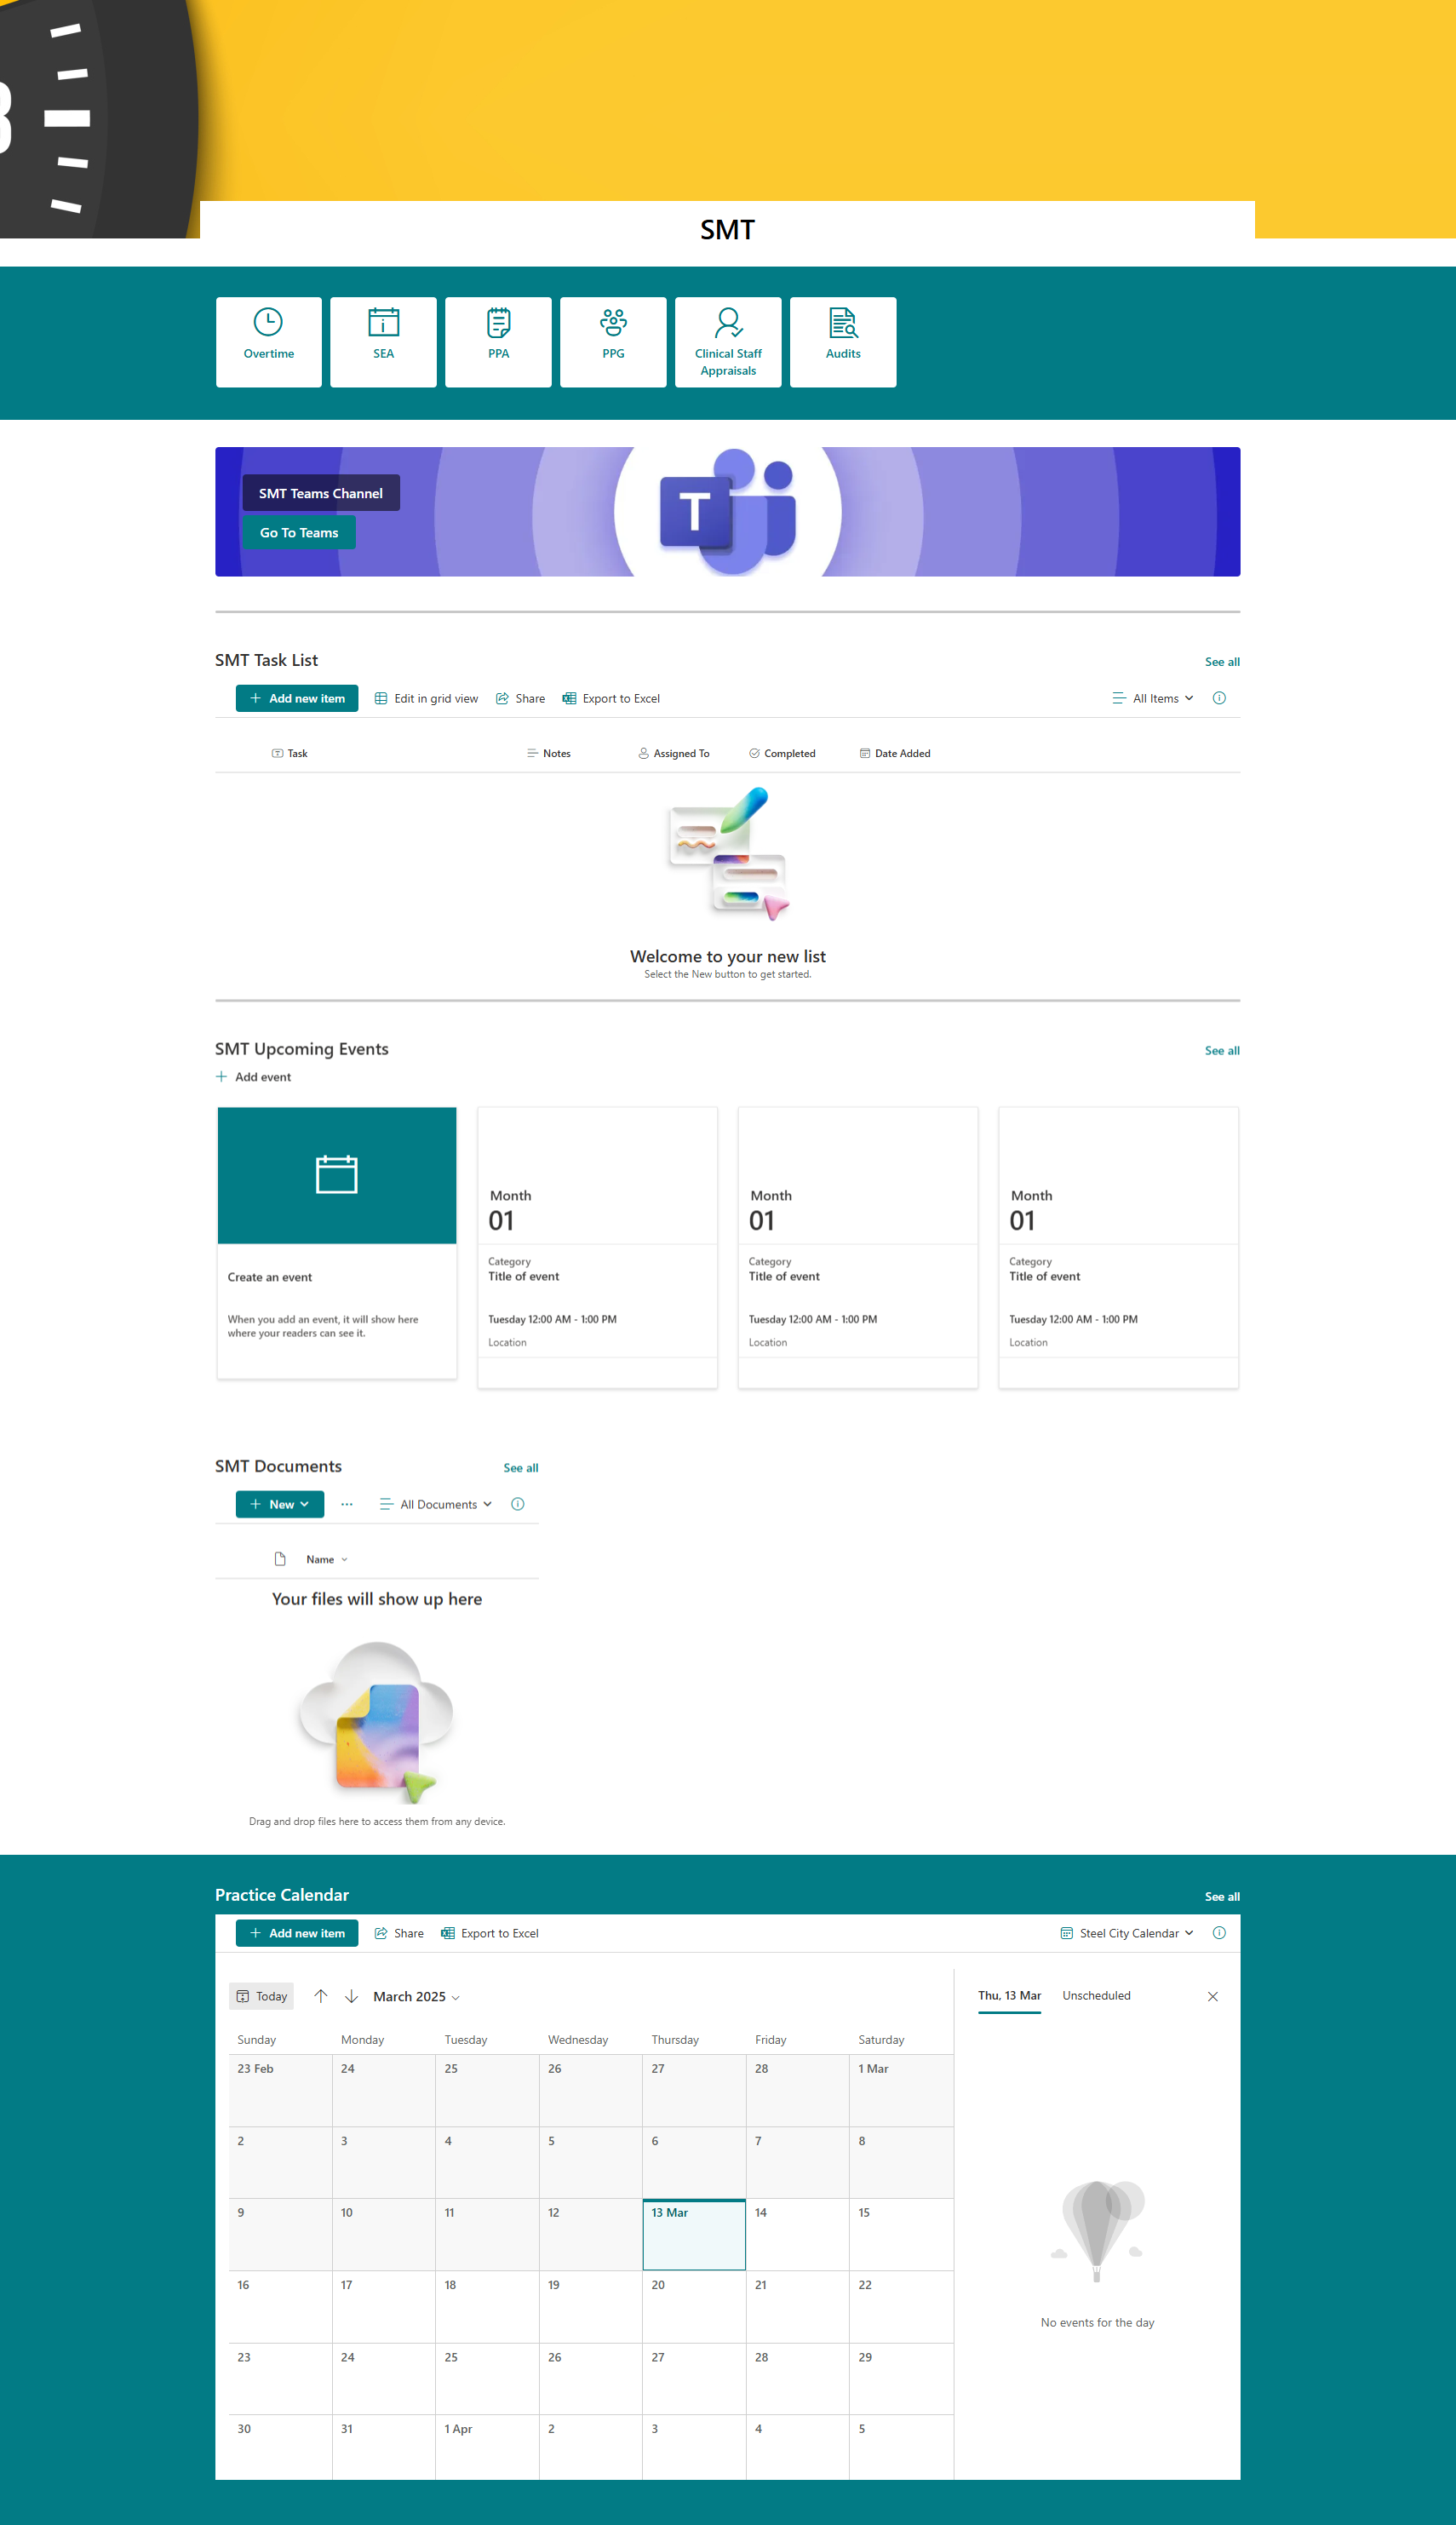 SMT
Overtime
SEA
PPA
PPG
Clinical Staff
Appraisals
Audits
SMT Teams Channel
Go To Teams
T
SMT Task List
See all
Add new item
Edit in grid view
Share
Export to Excel
All Items
Task
Notes
Assigned To
Completed
Date Added
Welcome to your new list
Select the New button to get started.
SMT Upcoming Events
See all
Add event
Create an event
When you add an event, it will show here
where your readers can see it.
Month
01
Category
Title of event
Tuesday 12:00 AM - 1:00 PM
Location
Month
01
Category
Title of event
Tuesday 12:00 AM - 1:00 PM
Location
Month
01
Category
Title of event
Tuesday 12:00 AM - 1:00 PM
Location
SMT Documents
See all
New
All Documents
Name
Your files will show up here
Drag and drop files here to access them from any device.
Practice Calendar
See all
Add new item
Share
Export to Excel
Steel City Calendar
Today
March 2025
Thu, 13 Mar
Unscheduled
Sunday Monday Tuesday Wednesday Thursday Friday Saturday
23 Feb 24 25 26 27 28 1 Mar
2 3 4 5 6 7 8
9 10 11 12 13 Mar 14 15
16 17 18 19 20 21 22
23 24 25 26 27 28 29
30 31 1 Apr 2 3 4 5
No events for the day